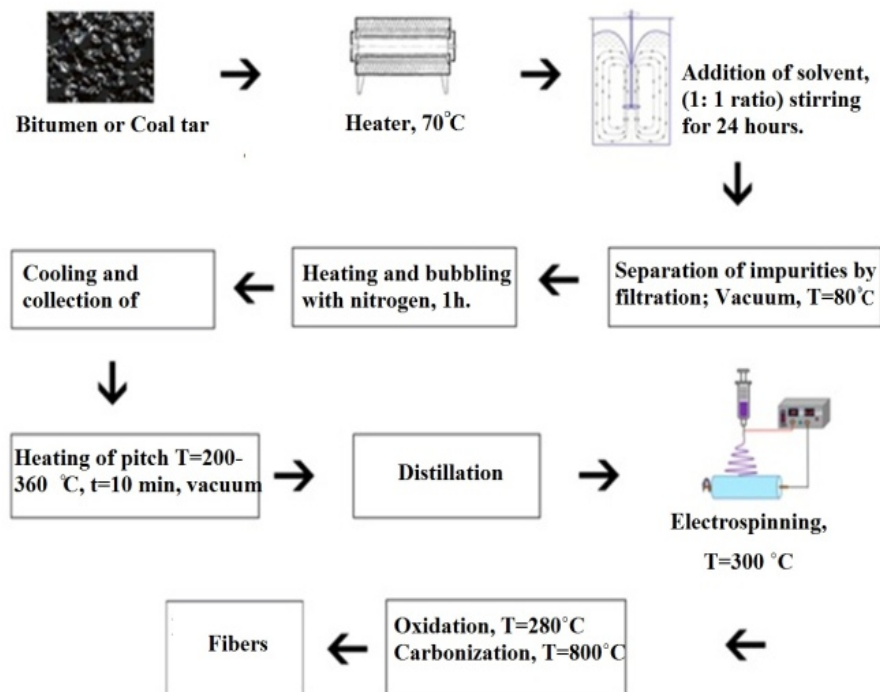 Bitumen or Coal tar
Heater, 70°C
Addition of solvent,
(1: 1 ratio) stirring
for 24 hours.
Separation of impurities by
filtration; Vacuum, T=80°C
Heating and bubbling
with nitrogen, 1h.
Cooling and
collection of
Heating of pitch T=200-
360 °C, t=10 min, vacuum
Distillation
Electrospinning,
T=300 °C
Oxidation, T=280°C
Carbonization, T=800°C
Fibers